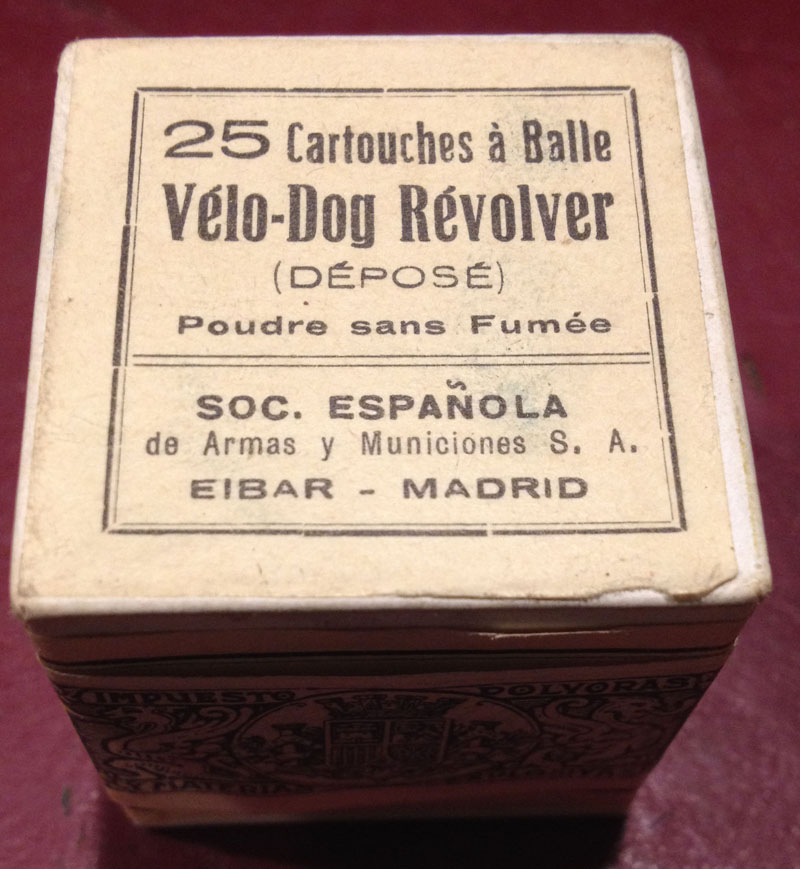 25 Cartouches à Balle
Vélo-Dog Révolver
(DÉPOSÉ)
Poudre sans Fumée
SOC. ESPAÑOLA
de Armas y Municiones S. A.
EIBAR - MADRID
IMPUESTO POLVORAS
Y MATERIAS